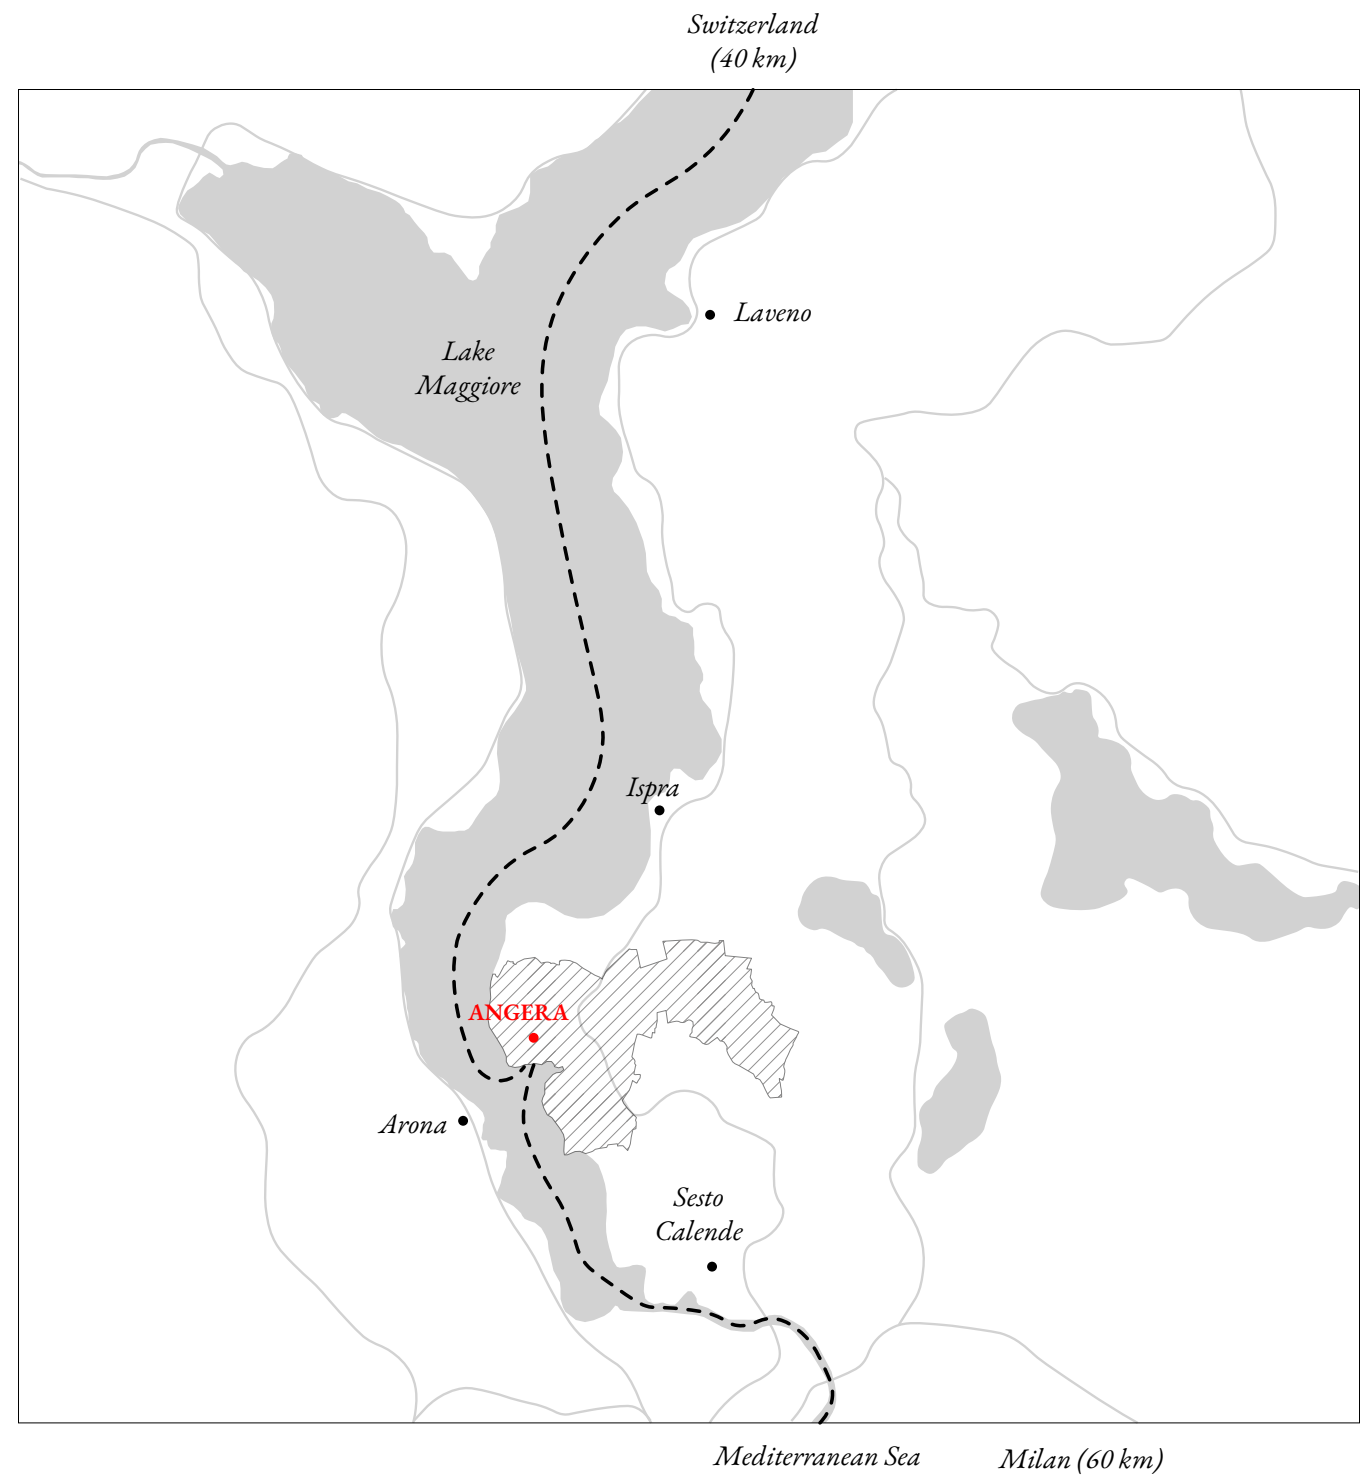 Switzerland
(40 km)
Laveno
Lake
Maggiore
Ispra
ANGERA
Arona
Sesto
Calende
Mediterranean Sea
Milan (60 km)